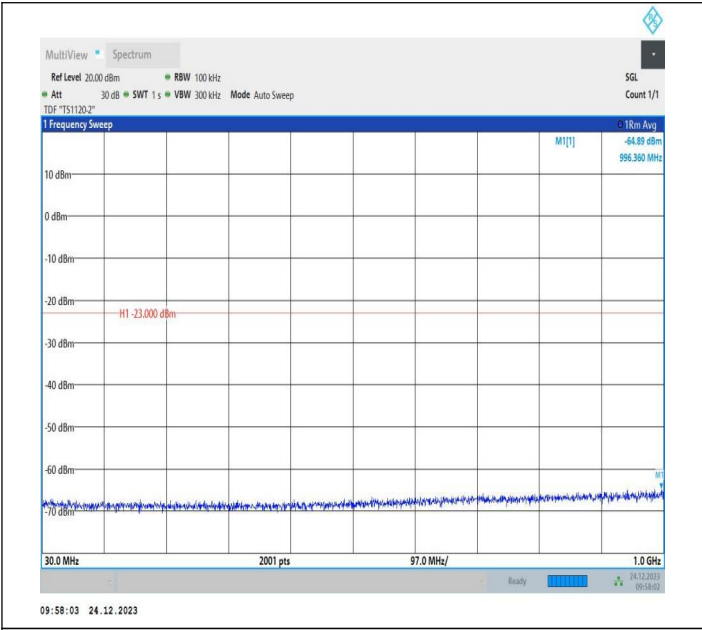 R S
MultiView Spectrum
Ref Level 20.00 dBm RBW 100 kHz SGL
Att 30 dB SWT 1 s VBW 300 kHz Mode Auto Sweep Count 1/1
TDF "TS1120-2"
1 Frequency Sweep 1Rm Avg
M1[1] -64.89 dBm
996.360 MHz
10 dBm
0 dBm
-10 dBm
-20 dBm
H1 -23.000 dBm
-30 dBm
-40 dBm
-50 dBm
-60 dBm
M1
-70 dBm
30.0 MHz 2001 pts 97.0 MHz/ 1.0 GHz
Ready 24.12.2023
09:58:02
09:58:03 24.12.2023